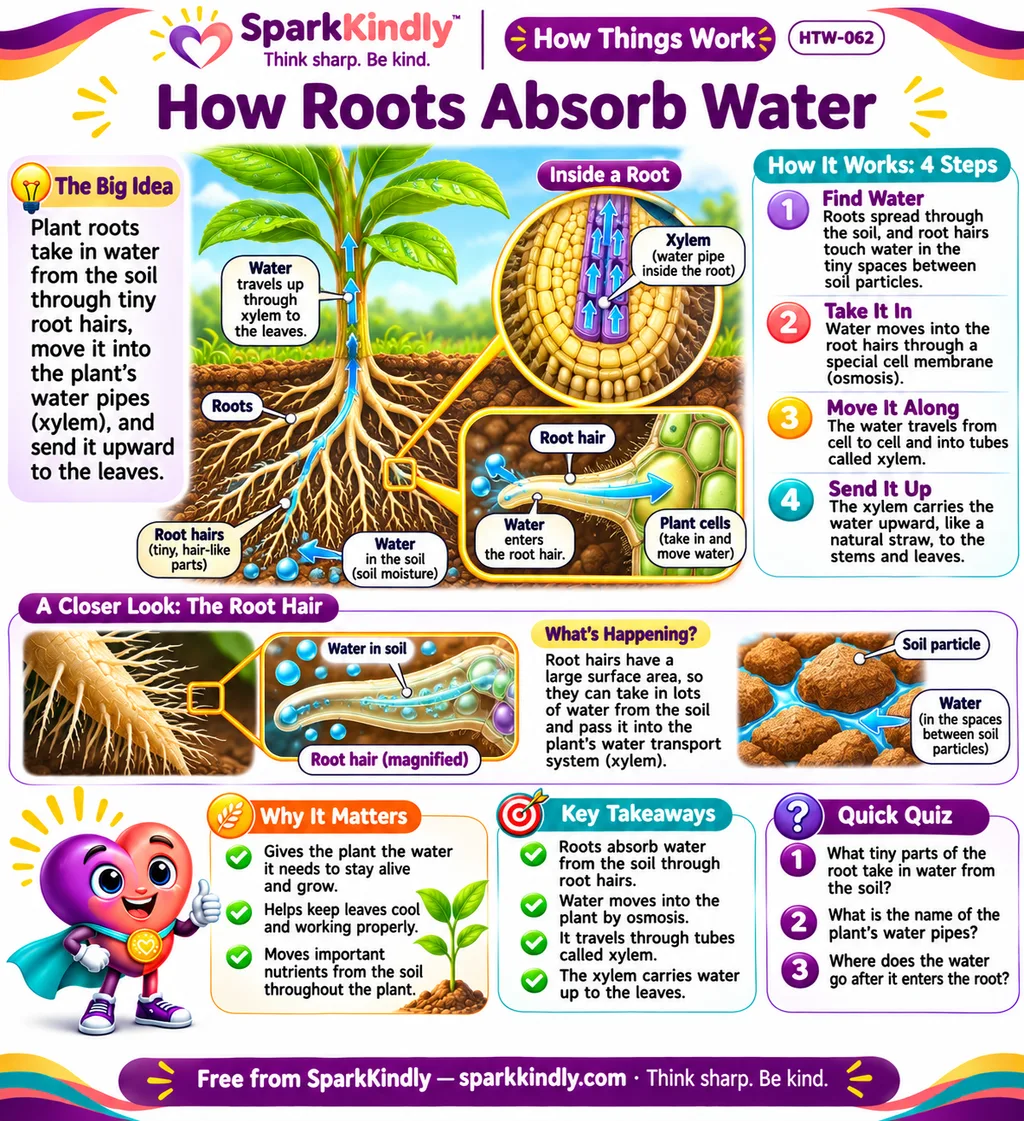 SparkKindly™
Think sharp. Be kind.
How Things Work
HTW-062
How Roots Absorb Water
The Big Idea
Plant roots
take in water
from the soil
through tiny
root hairs,
move it into
the plant's
water pipes
(xylem), and
send it upward
to the leaves.
Water
travels up
through
xylem to
the leaves.
Roots
Root hairs
(tiny, hair-like
parts)
Water
in the soil
(soil moisture)
Inside a Root
Xylem
(water pipe
inside the root)
Root hair
Water
enters
the root hair.
Plant cells
(take in and
move water)
How It Works: 4 Steps
1
Find Water
Roots spread through
the soil, and root hairs
touch water in the
tiny spaces between
soil particles.
2
Take It In
Water moves into the
root hairs through a
special cell membrane
(osmosis).
3
Move It Along
The water travels from
cell to cell and into tubes
called xylem.
4
Send It Up
The xylem carries the
water upward, like a
natural straw, to the
stems and leaves.
A Closer Look: The Root Hair
Water in soil
Root hair (magnified)
What's Happening?
Root hairs have a
large surface area, so
they can take in lots
of water from the soil
and pass it into the
plant's water transport
system (xylem).
Soil particle
Water
(in the spaces
between soil
particles)
Why It Matters
Gives the plant the water
it needs to stay alive
and grow.
Helps keep leaves cool
and working properly.
Moves important
nutrients from the soil
throughout the plant.
Key Takeaways
Roots absorb water
from the soil through
root hairs.
Water moves into the
plant by osmosis.
It travels through tubes
called xylem.
The xylem carries water
up to the leaves.
?
Quick Quiz
1
What tiny parts of the
root take in water from
the soil?
2
What is the name of the
plant's water pipes?
3
Where does the water
go after it enters the root?
Free from SparkKindly — sparkkindly.com · Think sharp. Be kind.